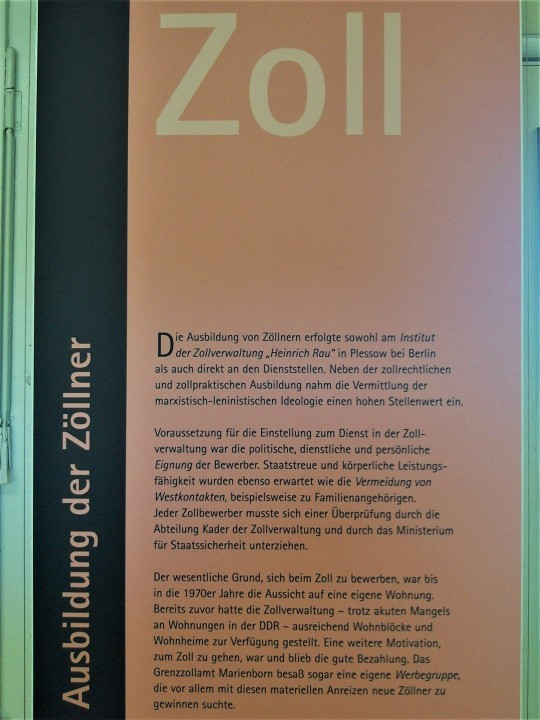 Zoll
Ausbildung der Zöllner
Die Ausbildung von Zöllnern erfolgte sowohl am Institut
der Zollverwaltung „Heinrich Rau“ in Plessow bei Berlin
als auch direkt an den Dienststellen. Neben der zollrechtlichen
und zollpraktischen Ausbildung nahm die Vermittlung der
marxistisch-leninistischen Ideologie einen hohen Stellenwert ein.
Voraussetzung für die Einstellung zum Dienst in der Zoll-
verwaltung war die politische, dienstliche und persönliche
Eignung der Bewerber. Staatstreue und körperliche Leistungs-
fähigkeit wurden ebenso erwartet wie die Vermeidung von
Westkontakten, beispielsweise zu Familienangehörigen.
Jeder Zollbewerber musste sich einer Überprüfung durch die
Abteilung Kader der Zollverwaltung und durch das Ministerium
für Staatssicherheit unterziehen.
Der wesentliche Grund, sich beim Zoll zu bewerben, war bis
in die 1970er Jahre die Aussicht auf eine eigene Wohnung.
Bereits zuvor hatte die Zollverwaltung – trotz akuten Mangels
an Wohnungen in der DDR – ausreichend Wohnblöcke und
Wohnheime zur Verfügung gestellt. Eine weitere Motivation,
zum Zoll zu gehen, war und blieb die gute Bezahlung. Das
Grenzzollamt Marienborn besaß sogar eine eigene Werbegruppe,
die vor allem mit diesen materiellen Anreizen neue Zöllner zu
gewinnen suchte.